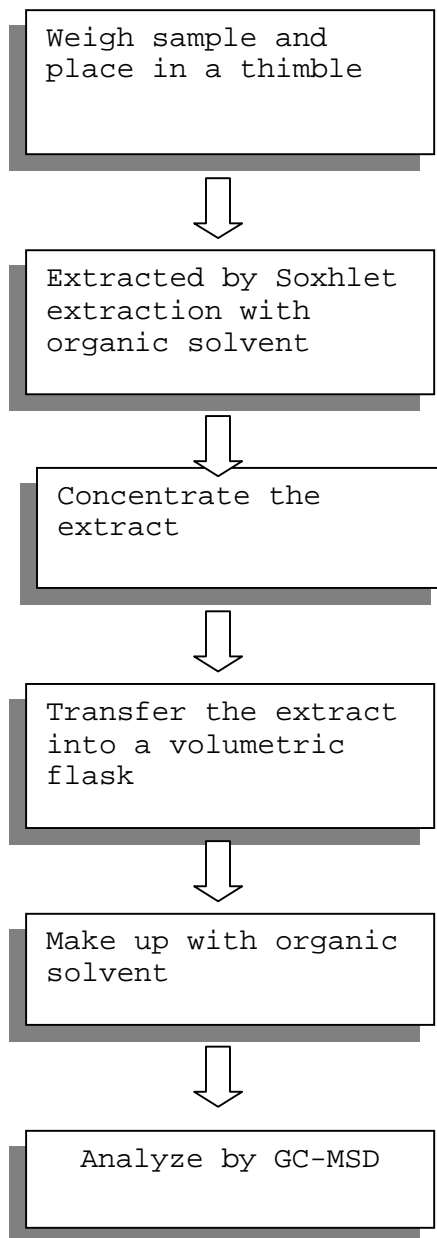 Weigh sample and
place in a thimble
Extracted by Soxhlet
extraction with
organic solvent
Concentrate the
extract
Transfer the extract
into a volumetric
flask
Make up with organic
solvent
Analyze by GC-MSD